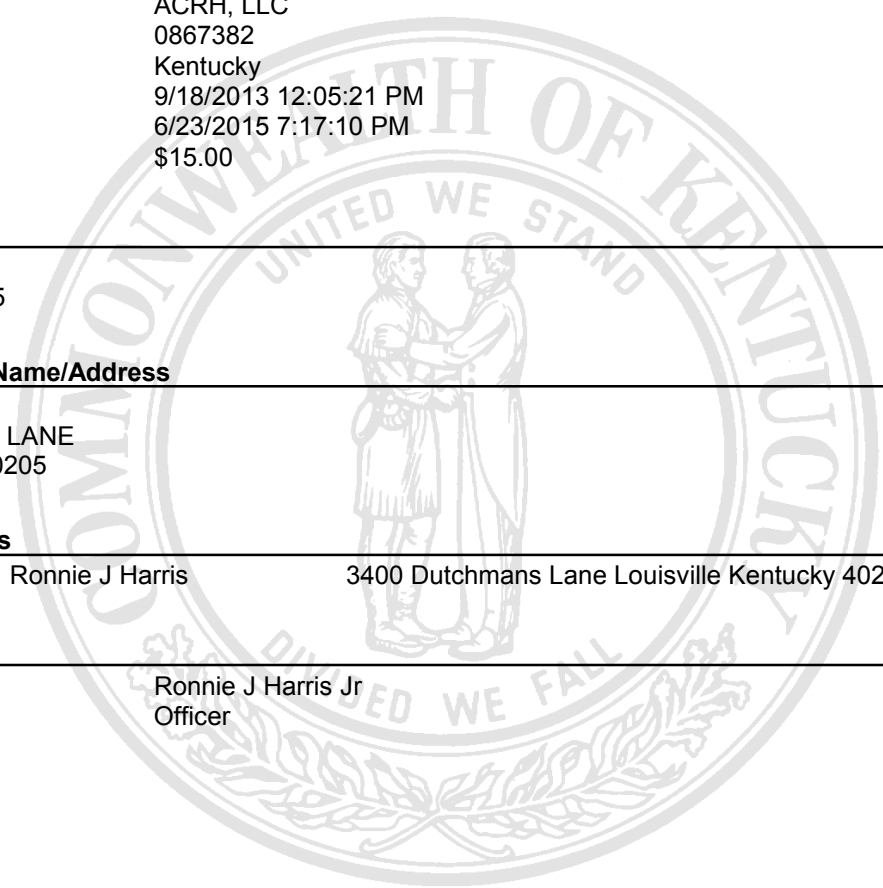 ACRH, LLC
0867382
Kentucky
9/18/2013 12:05:21 PM
6/23/2015 7:17:10 PM
$15.00
5
Name/Address
LANE
0205
s
Ronnie J Harris 3400 Dutchmans Lane Louisville Kentucky 402
Ronnie J Harris Jr
Officer
COMMONWEALTH OF KENTUCKY
UNITED WE STAND
DIVIDED WE FALL